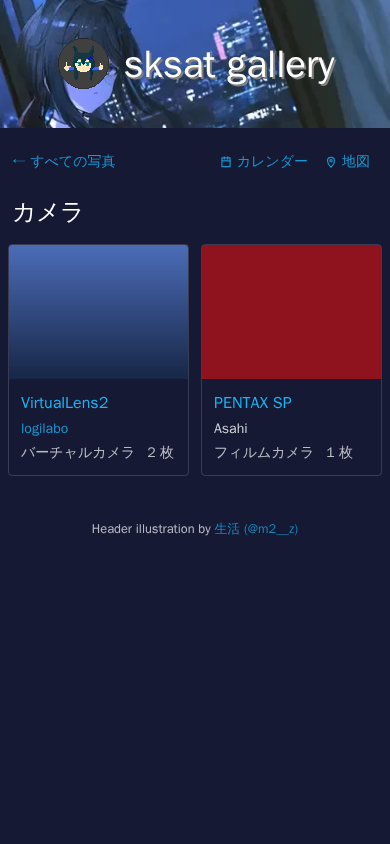 sksat gallery
← すべての写真 カレンダー 地図
カメラ
VirtualLens2
logilabo
バーチャルカメラ 2 枚
PENTAX SP
Asahi
フィルムカメラ 1 枚
Header illustration by 生活 (@m2__z)